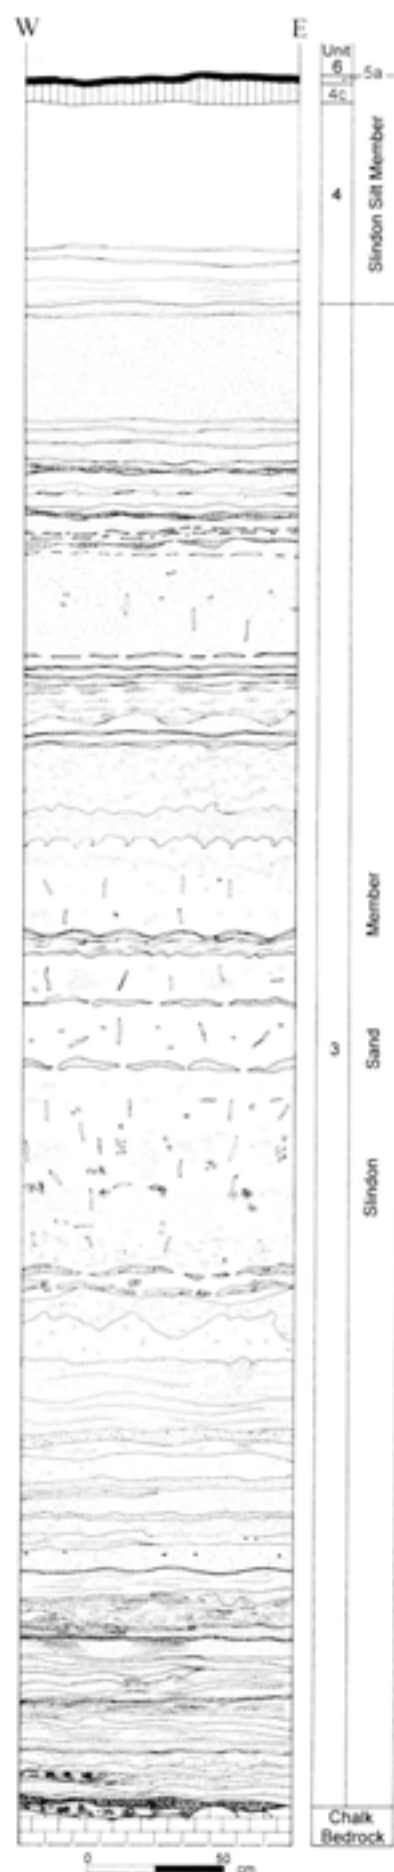 W E
Unit
6
5a
4c
4
Slindon Silt Member
3
Slindon Sand Member
Chalk
Bedrock
0 50
cm